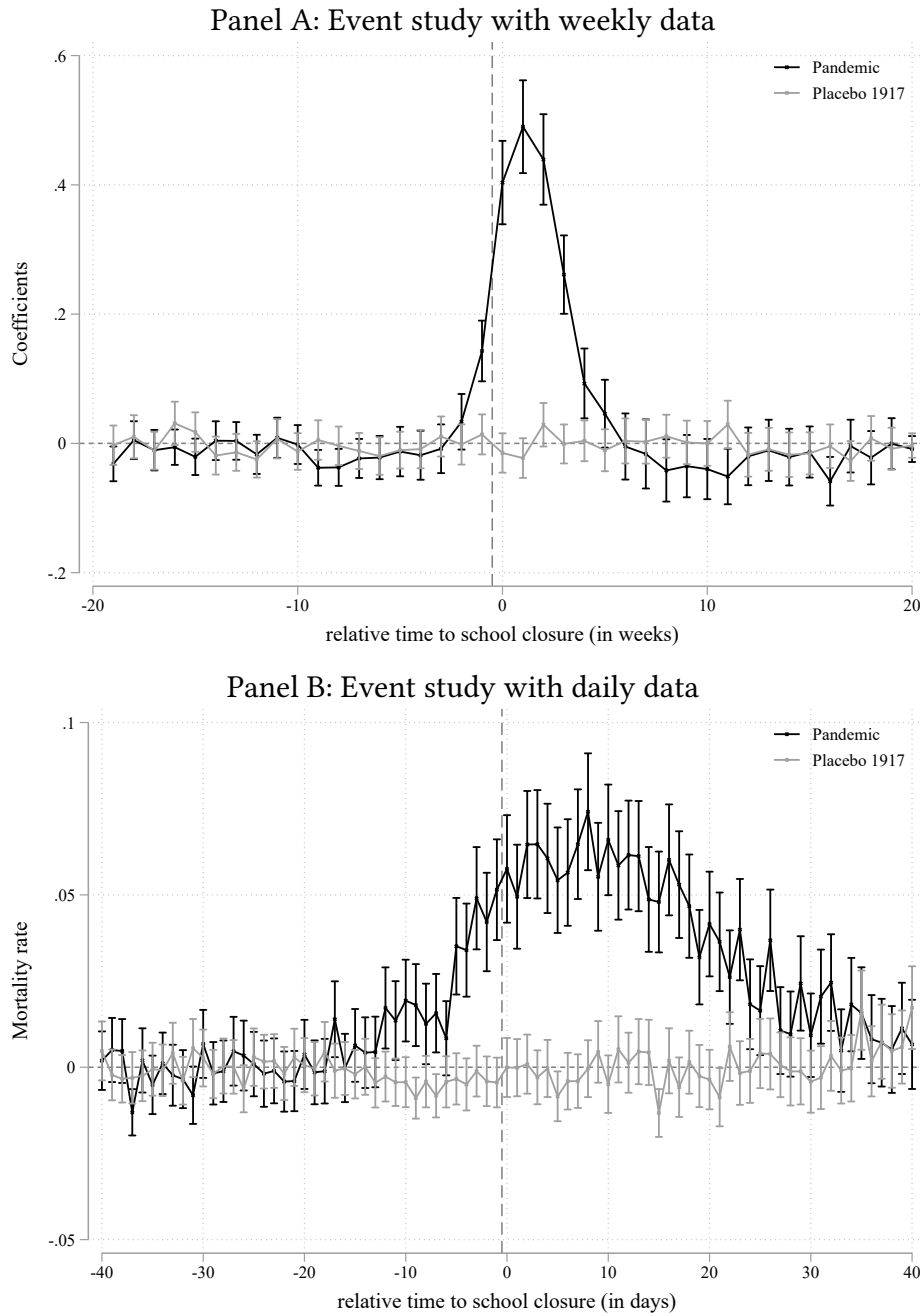 Panel A: Event study with weekly data
.6
.4
.2
0
-.2
Coefficients
Pandemic
Placebo 1917
-20
-10
0
10
20
relative time to school closure (in weeks)
Panel B: Event study with daily data
.1
.05
0
-.05
Mortality rate
Pandemic
Placebo 1917
-40
-30
-20
-10
0
10
20
30
40
relative time to school closure (in days)